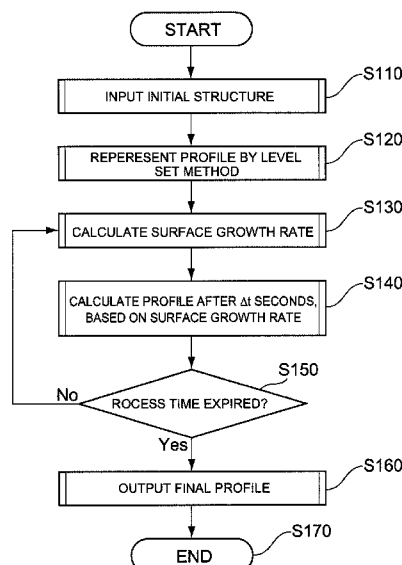 START
S110
INPUT INITIAL STRUCTURE
S120
REPERESENT PROFILE BY LEVEL
SET METHOD
S130
CALCULATE SURFACE GROWTH RATE
S140
CALCULATE PROFILE AFTER Δt SECONDS,
BASED ON SURFACE GROWTH RATE
S150
No
ROCESS TiME EXPIRED?
Yes
S160
OUTPUT FINAL PROFILE
S170
END